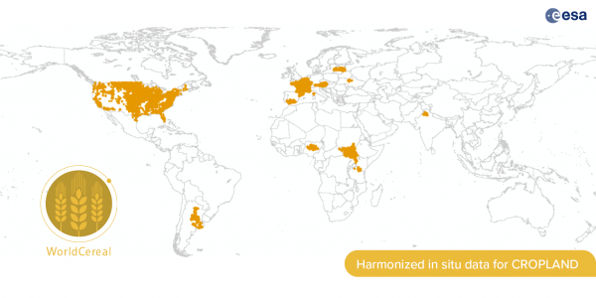 esa
WorldCereal
Harmonized in situ data for CROPLAND